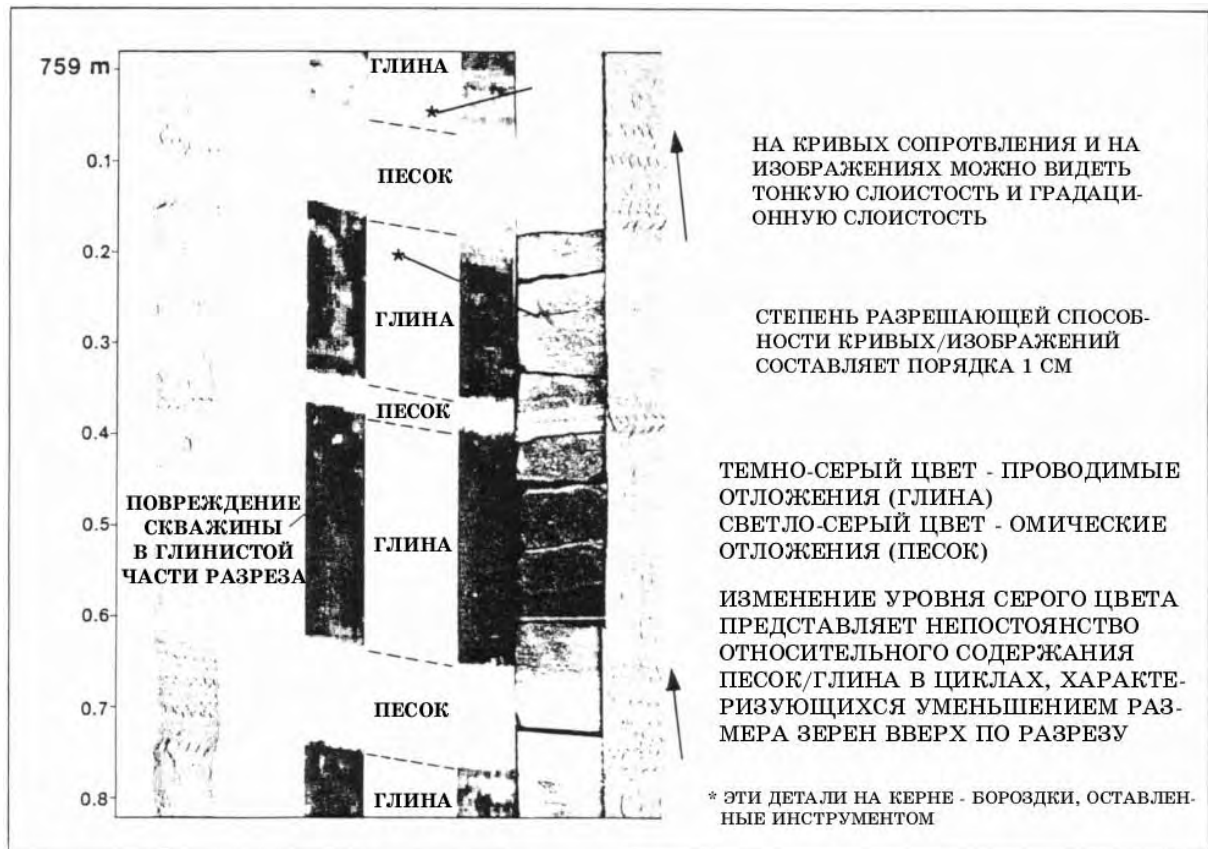 759 m
ГЛИНА
*
0.1
ПЕСОК
0.2
*
0.3
ГЛИНА
ПЕСОК
0.4
ПОВРЕЖДЕНИЕ
СКВАЖИНЫ
В ГЛИНИСТОЙ
ЧАСТИ РАЗРЕЗА
0.5
ГЛИНА
0.6
ПЕСОК
0.7
ГЛИНА
0.8
НА КРИВЫХ СОПРОТВЛЕНИЯ И НА
ИЗОБРАЖЕНИЯХ МОЖНО ВИДЕТЬ
ТОНКУЮ СЛОИСТОСТЬ И ГРАДАЦИ-
ОННУЮ СЛОИСТОСТЬ
СТЕПЕНЬ РАЗРЕШАЮЩЕЙ СПОСОБ-
НОСТИ КРИВЫХ/ИЗОБРАЖЕНИЙ
СОСТАВЛЯЕТ ПОРЯДКА 1 СМ
ТЕМНО-СЕРЫЙ ЦВЕТ - ПРОВОДИМЫЕ
ОТЛОЖЕНИЯ (ГЛИНА)
СВЕТЛО-СЕРЫЙ ЦВЕТ - ОМИЧЕСКИЕ
ОТЛОЖЕНИЯ (ПЕСОК)
ИЗМЕНЕНИЕ УРОВНЯ СЕРОГО ЦВЕТА
ПРЕДСТАВЛЯЕТ НЕПОСТОЯНСТВО
ОТНОСИТЕЛЬНОГО СОДЕРЖАНИЯ
ПЕСОК/ГЛИНА В ЦИКЛАХ, ХАРАКТЕ-
РИЗУЮЩИХСЯ УМЕНЬШЕНИЕМ РАЗ-
МЕРА ЗЕРЕН ВВЕРХ ПО РАЗРЕЗУ
* ЭТИ ДЕТАЛИ НА КЕРНЕ - БОРОЗДКИ, ОСТАВЛЕН-
НЫЕ ИНСТРУМЕНТОМ